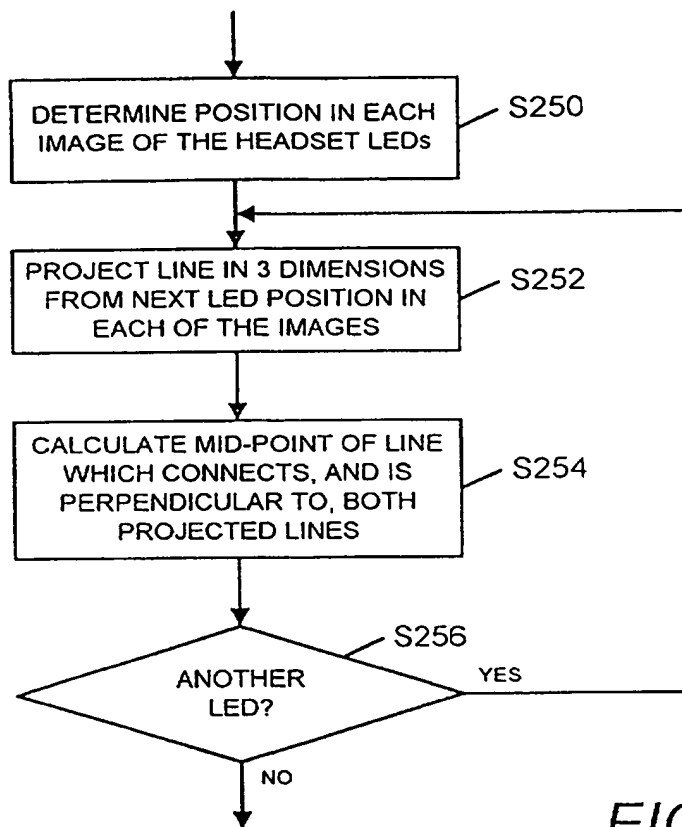 DETERMINE POSITION IN EACH
IMAGE OF THE HEADSET LEDs
S250
PROJECT LINE IN 3 DIMENSIONS
FROM NEXT LED POSITION IN
EACH OF THE IMAGES
S252
CALCULATE MID-POINT OF LINE
WHICH CONNECTS, AND IS
PERPENDICULAR TO, BOTH
PROJECTED LINES
S254
S256
ANOTHER
LED?
YES
NO